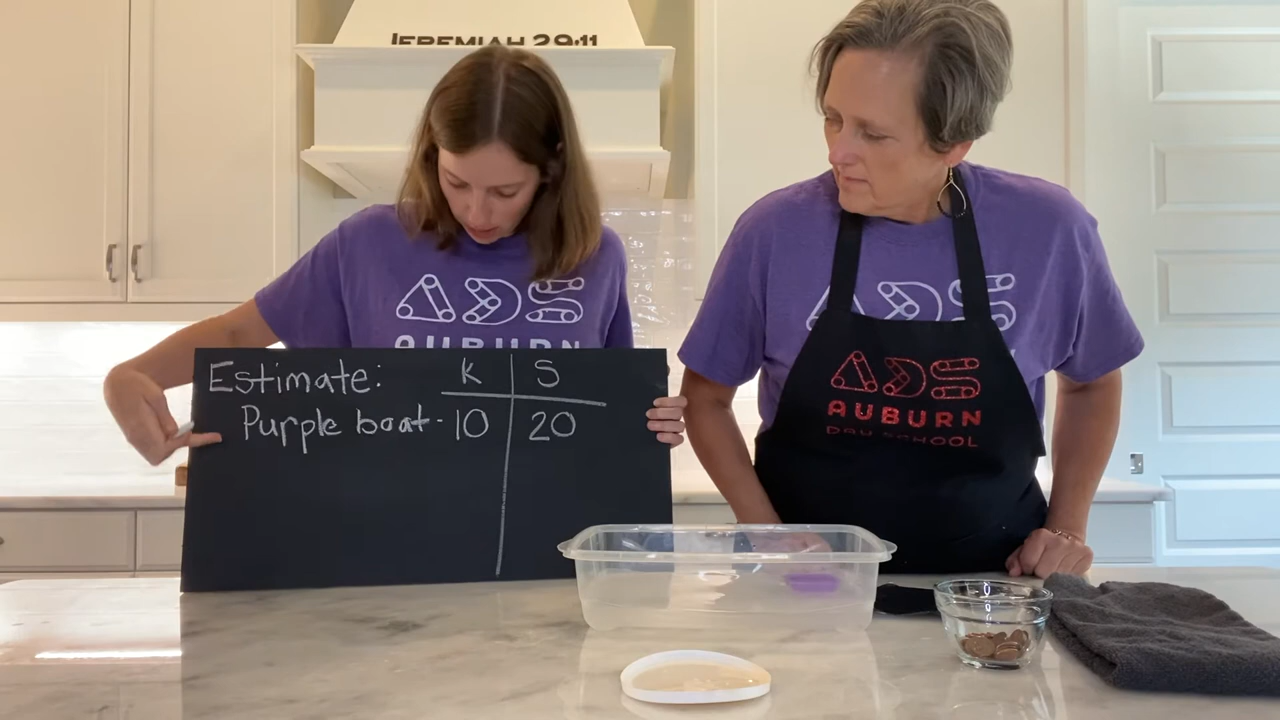 JEREMIAH 29:11
ADS
AUBURN
ADS
ADS
AUBURN
DAY SCHOOL
Estimate: K S
Purple boat - 10 20